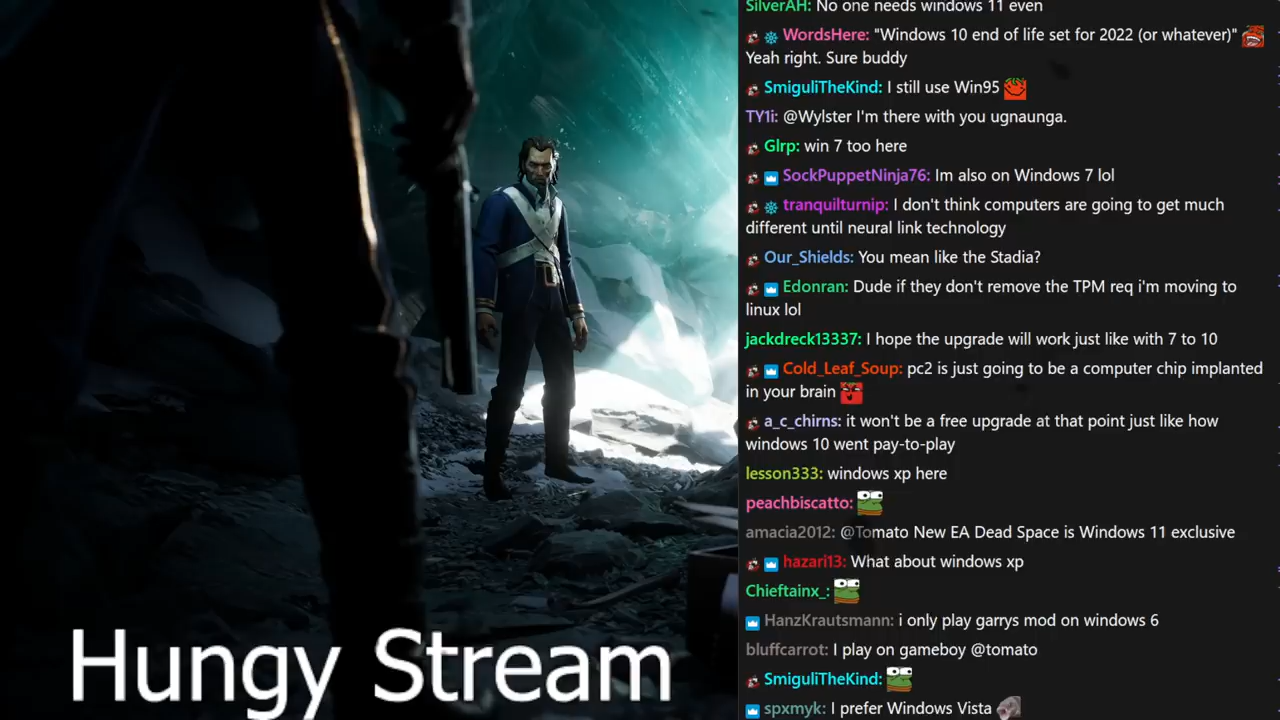 SilverAH: No one needs windows 11 even
WordsHere: "Windows 10 end of life set for 2022 (or whatever)"
Yeah right. Sure buddy
SmiguliTheKind: I still use Win95
TY1i: @Wylster I'm there with you ugnaunga.
Glrp: win 7 too here
SockPuppetNinja76: Im also on Windows 7 lol
tranquilturnip: I don't think computers are going to get much
different until neural link technology
Our_Shields: You mean like the Stadia?
Edonran: Dude if they don't remove the TPM req i'm moving to
linux lol
jackdreck13337: I hope the upgrade will work just like with 7 to 10
Cold_Leaf_Soup: pc2 is just going to be a computer chip implanted
in your brain
a_c_chirns: it won't be a free upgrade at that point just like how
windows 10 went pay-to-play
lesson333: windows xp here
peachbiscatto:
amacia2012: @Tomato New EA Dead Space is Windows 11 exclusive
hazari13: What about windows xp
Chieftainx_:
HanzKrautsmann: i only play garrys mod on windows 6
bluffcarrot: I play on gameboy @tomato
SmiguliTheKind:
spxmyk: I prefer Windows Vista
Hungy Stream